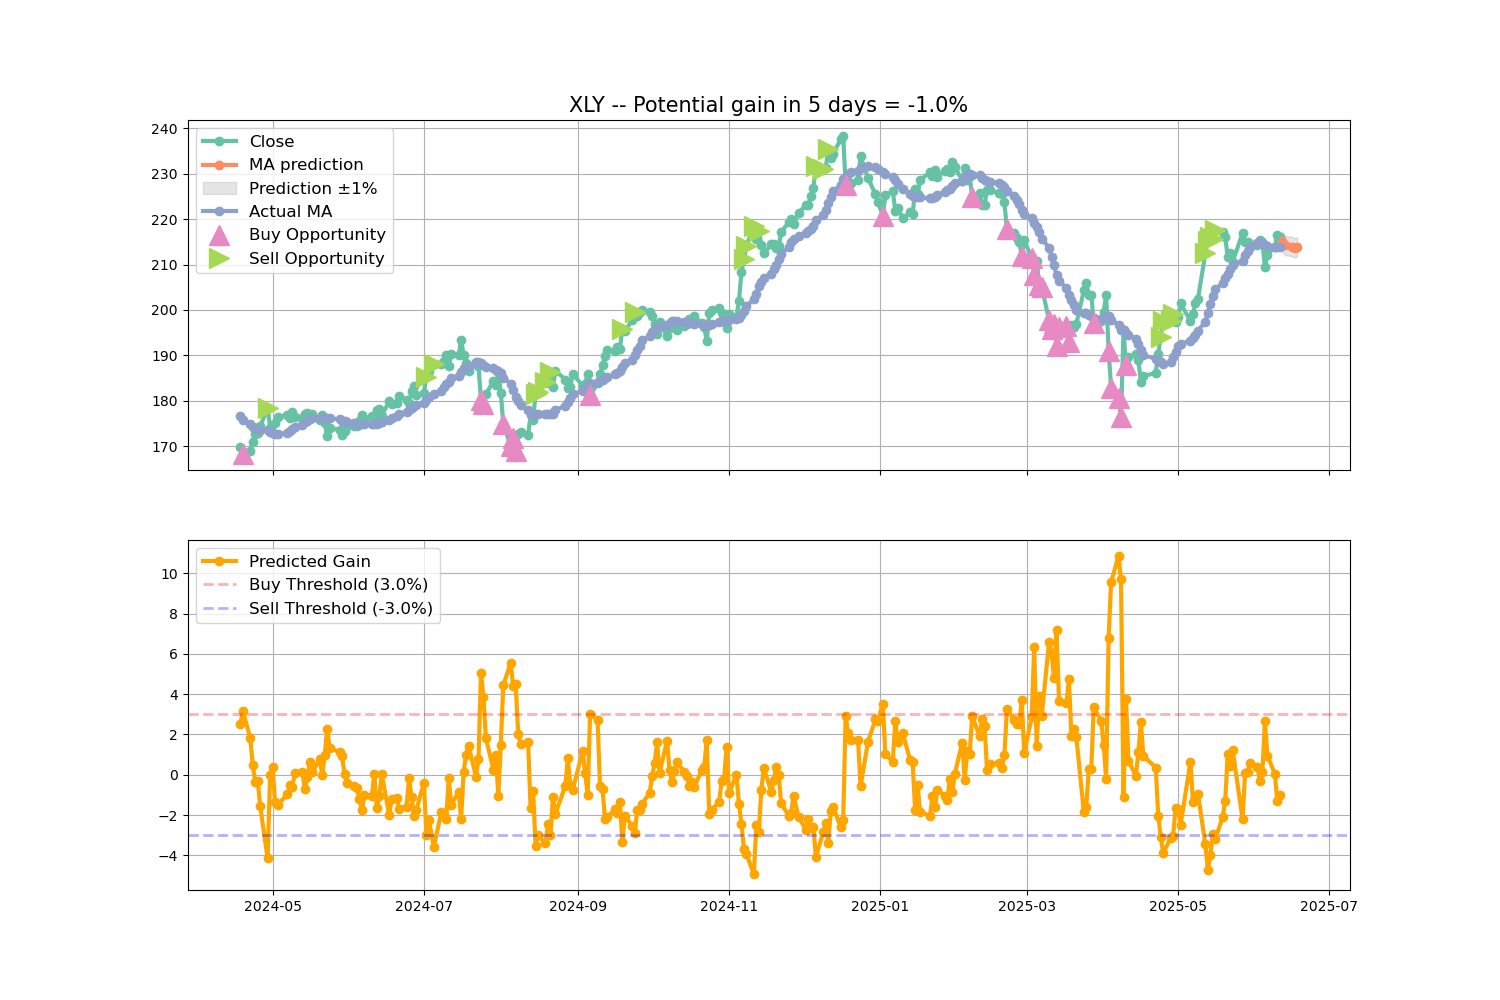 XLY -- Potential gain in 5 days = -1.0%
240
230
220
210
200
190
180
170
Close
MA prediction
Prediction ±1%
Actual MA
Buy Opportunity
Sell Opportunity
10
8
6
4
2
0
−2
−4
Predicted Gain
Buy Threshold (3.0%)
Sell Threshold (-3.0%)
2024-05 2024-07 2024-09 2024-11 2025-01 2025-03 2025-05 2025-07